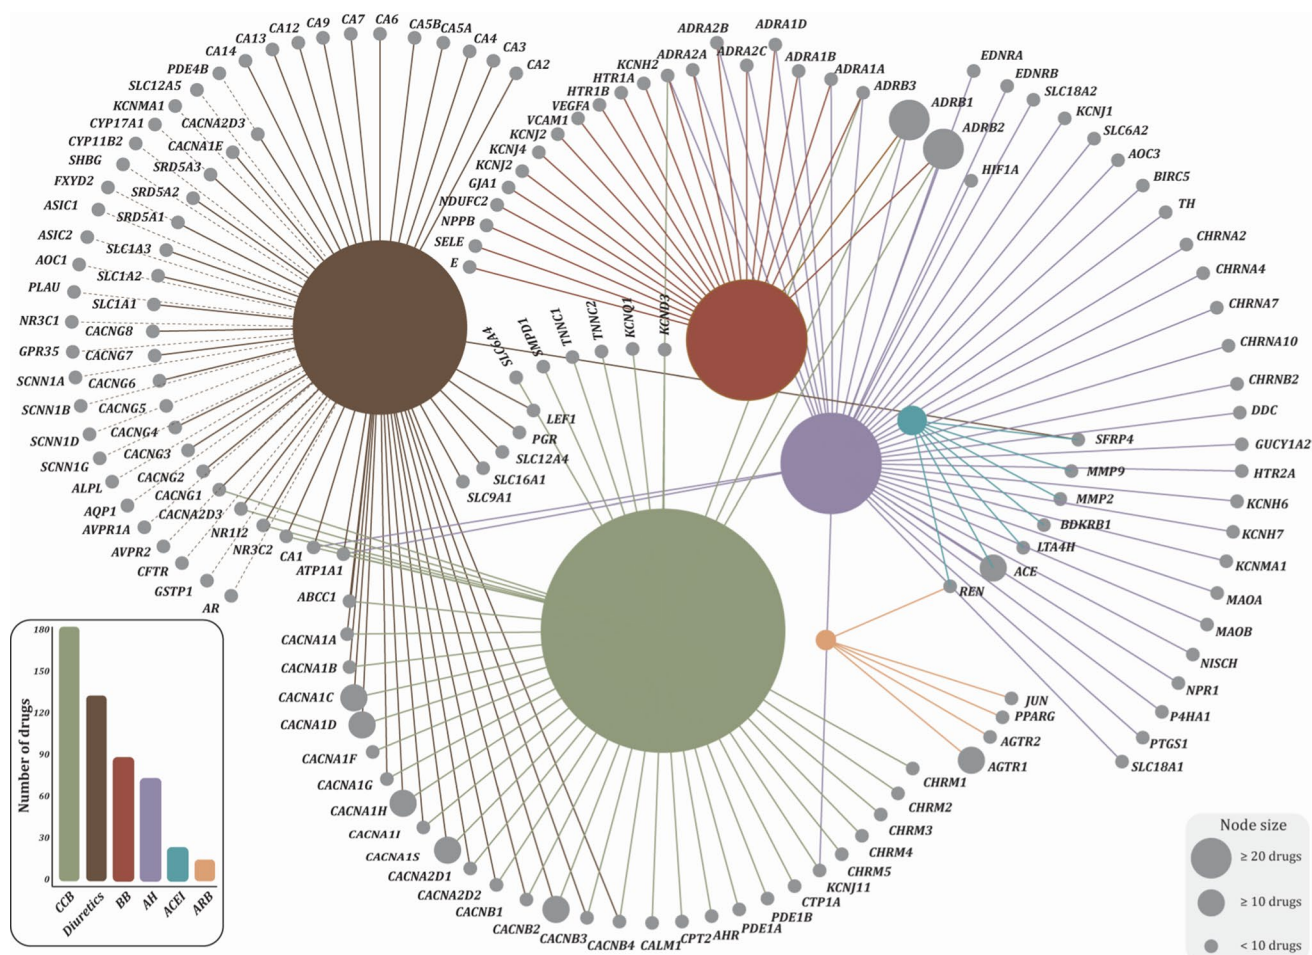 CA6
CA7
CA9
CA12
CA13
CA14
CA5B
CA5A
CA4
CA3
CA2
PDE4B
SLC12A5
KCNMA1
CYP17A1
CYP11B2
SHBG
FXYD2
ASIC1
ASIC2
AOC1
PLAU
NR3C1
GPR35
SCNN1A
SCNN1B
SCNN1D
SCNN1G
ALPL
AQP1
AVPR1A
AVPR2
CFTR
GSTP1
AR
CACNA2D3
CACNA1E
SRD5A3
SRD5A2
SRD5A1
SLC1A3
SLC1A2
SLC1A1
CACNG8
CACNG7
CACNG6
CACNG5
CACNG4
CACNG3
CACNG2
CACNG1
CACNA2D3
NR1I2
NR3C2
CA1
ATP1A1
ABCC1
CACNA1A
CACNA1B
CACNA1C
CACNA1D
CACNA1F
CACNA1G
CACNA1H
CACNA1I
CACNA1S
CACNA2D1
CACNA2D2
CACNB1
CACNB2
CACNB3
CACNB4
CALM1
CPT2
AHR
PDE1A
PDE1B
CTP1A
KCNJ11
CHRM5
CHRM4
CHRM3
CHRM2
CHRM1
LEF1
PGR
SLC12A4
SLC16A1
SLC9A1
SLC6A4
SMPD1
TNNC1
TNNC2
KCNQ1
KCND3
E
SELE
NPPB
NDUFC2
GJA1
KCNJ2
KCNJ4
KCNJ2
VCAM1
VEGFA
HTR1B
HTR1A
KCNH2
ADRA2A
ADRA2B
ADRA2C
ADRA1D
ADRA1B
ADRA1A
ADRB3
ADRB1
ADRB2
HIF1A
EDNRA
EDNRB
SLC18A2
KCNJ1
SLC6A2
AOC3
BIRC5
TH
CHRNA2
CHRNA4
CHRNA7
CHRNA10
CHRNB2
DDC
GUCY1A2
HTR2A
KCNH6
KCNH7
KCNMA1
MAOA
MAOB
NISCH
NPR1
P4HA1
PTGS1
SLC18A1
SFRP4
MMP9
MMP2
BDKRB1
LTA4H
ACE
REN
JUN
PPARG
AGTR2
AGTR1
Number of drugs
180
150
120
90
60
30
0
CCB
Diuretics
BB
AH
ACEI
ARB
Node size
≥ 20 drugs
≥ 10 drugs
< 10 drugs